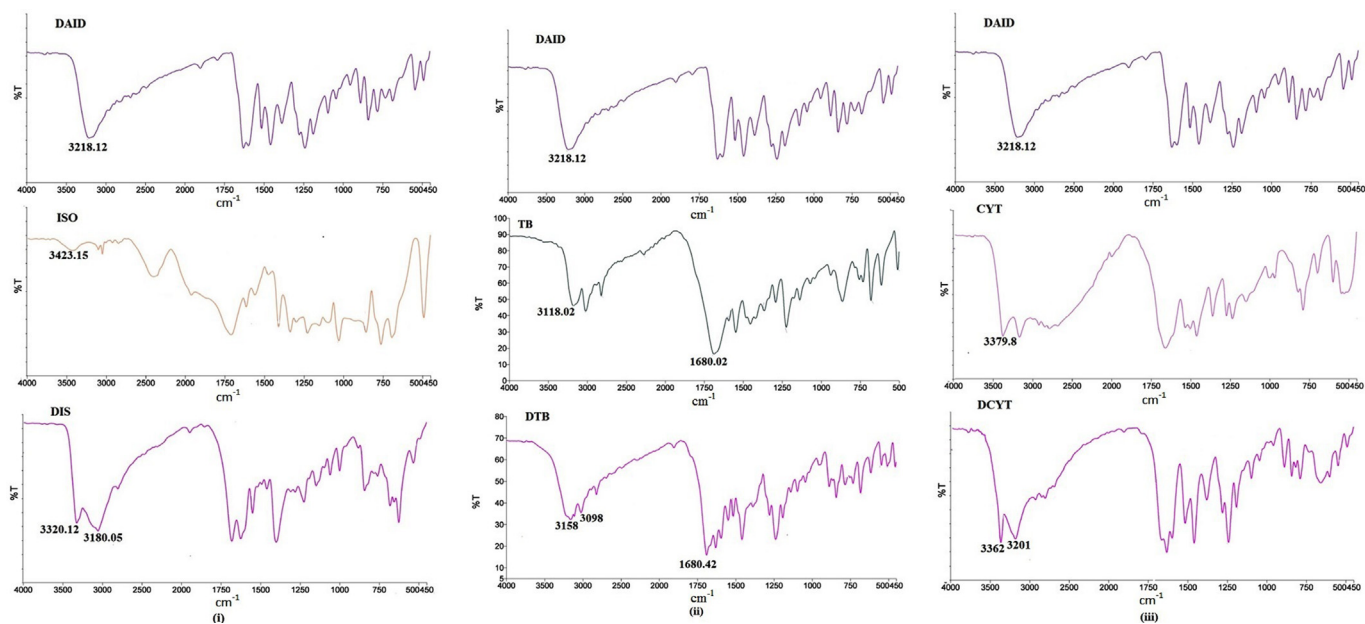 DAID
%T
3218.12
4000 3500 3000 2500 2000 1750 1500 1250 1000 750 500450
cm-1
ISO
3423.15
%T
4000 3500 3000 2500 2000 1750 1500 1250 1000 750 500450
cm-1
DIS
%T
3320.12
3180.05
4000 3500 3000 2500 2000 1750 1500 1250 1000 750 500450
cm-1
(i)
DAID
%T
3218.12
4000 3500 3000 2500 2000 1750 1500 1250 1000 750 500450
cm-1
TB
100
90
80
70
60
50
40
30
20
10
0
%T
3118.02
1680.02
4000 3000 2000 1750 1500 1250 1000 750 500
cm-1
DTB
80
70
60
50
40
30
20
10
5
%T
3158
3098
1680.42
4000 3500 3000 2500 2000 1750 1500 1250 1000 750 500450
cm-1
(ii)
DAID
%T
3218.12
4000 3500 3000 2500 2000 1750 1500 1250 1000 750 500450
cm-1
CYT
%T
3379.8
4000 3500 3000 2000 1750 1500 1250 1000 750 500450
cm-1
DCYT
%T
3362 3201
4000 3500 3000 2500 2000 1750 1500 1250 1000 750 500450
cm-1
(iii)